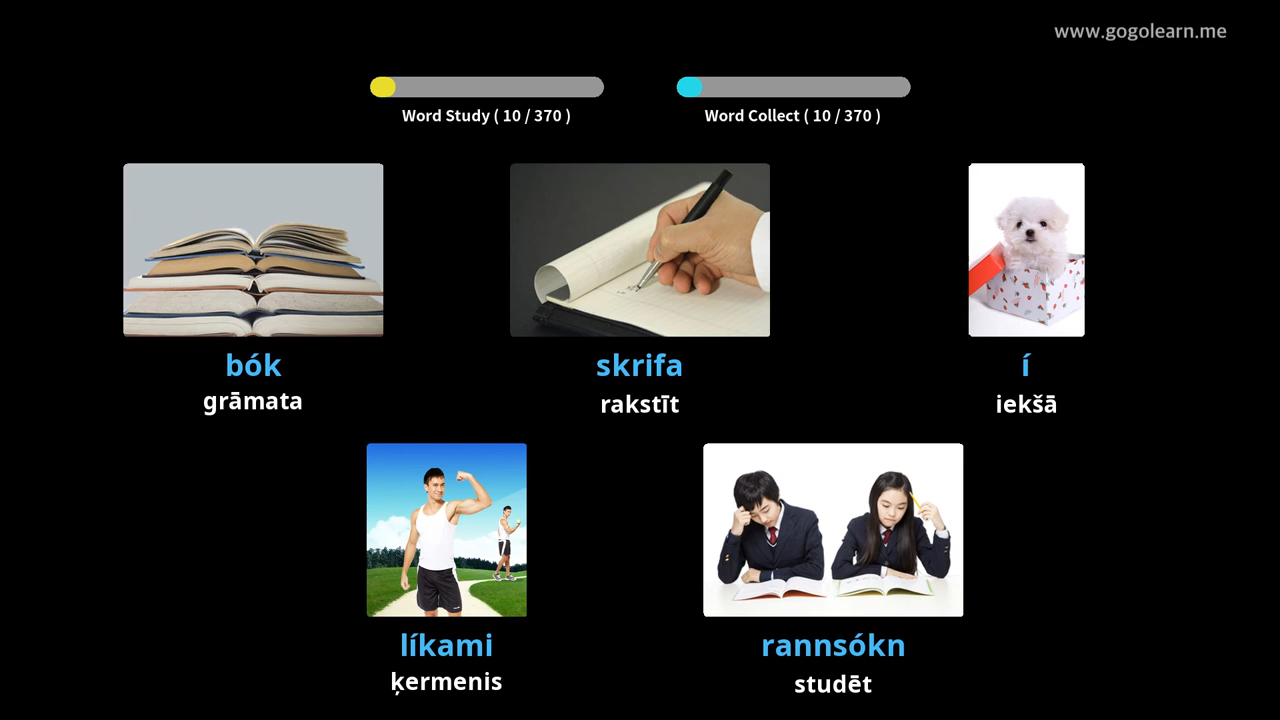 www.gogolearn.me
Word Study ( 10 / 370 )
Word Collect ( 10 / 370 )
bók
skrifa
í
grāmata
rakstīt
iekšā
líkami
rannsókn
ķermenis
studēt